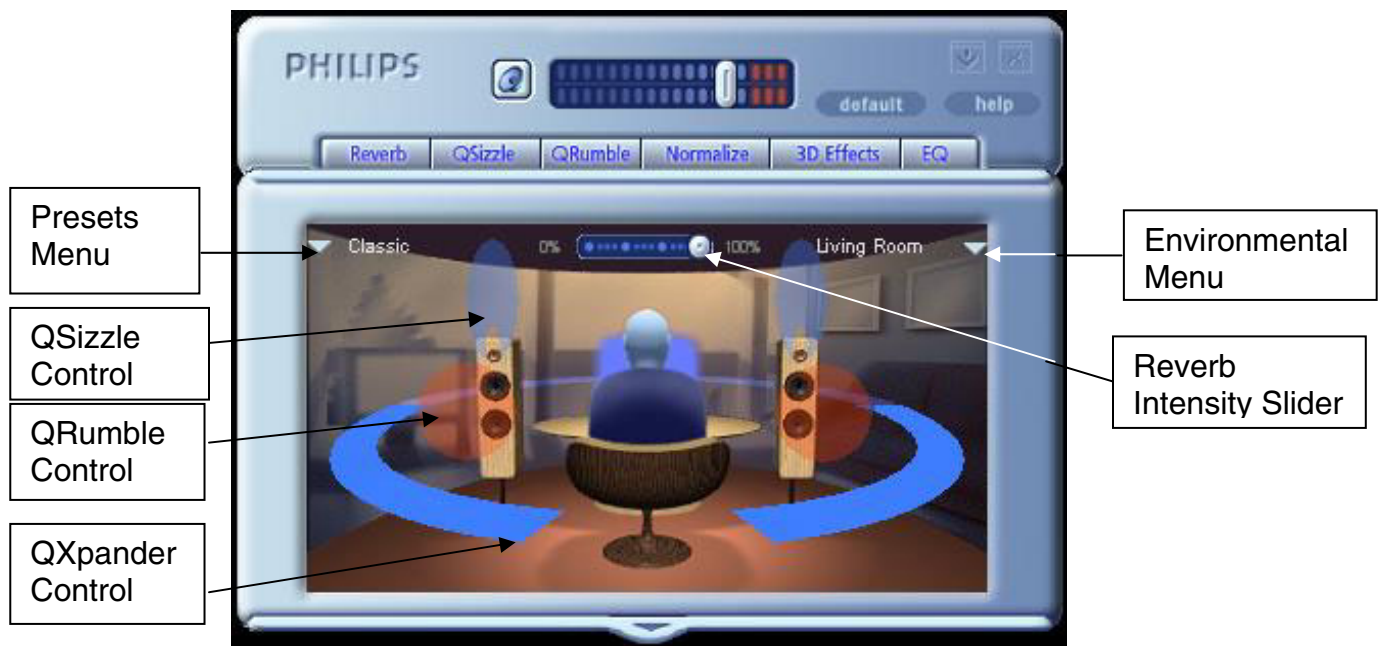 PHILIPS
default
help
Reverb
QSizzle
QRumble
Normalize
3D Effects
EQ
Presets
Menu
Classic
0%
100%
Living Room
Environmental
Menu
QSizzle
Control
Reverb
Intensity Slider
QRumble
Control
QXpander
Control